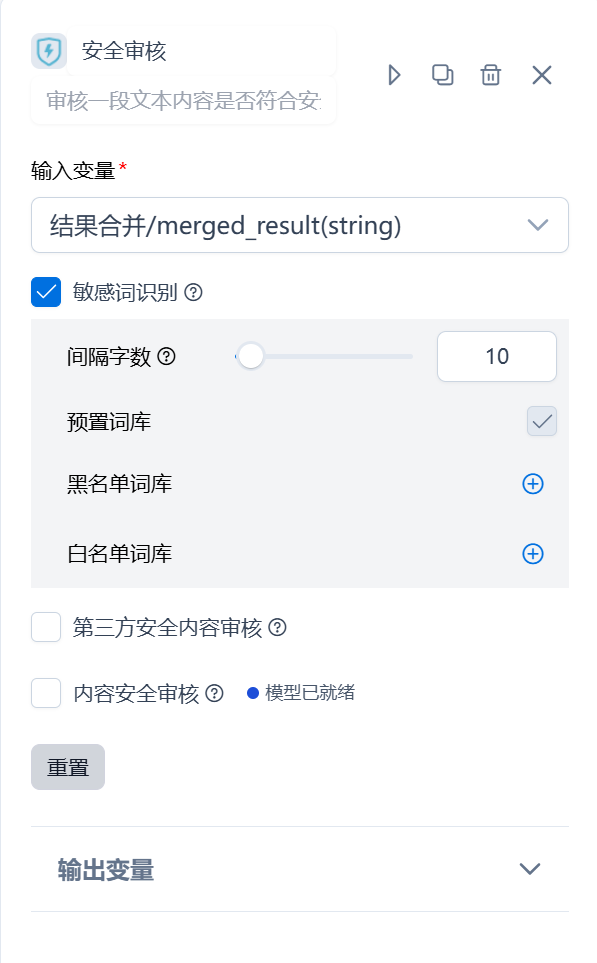 安全审核
审核一段文本内容是否符合安
输入变量*
结果合并/merged_result(string)
敏感词识别
间隔字数
10
预置词库
黑名单词库
白名单词库
第三方安全内容审核
内容安全审核
模型已就绪
重置
输出变量